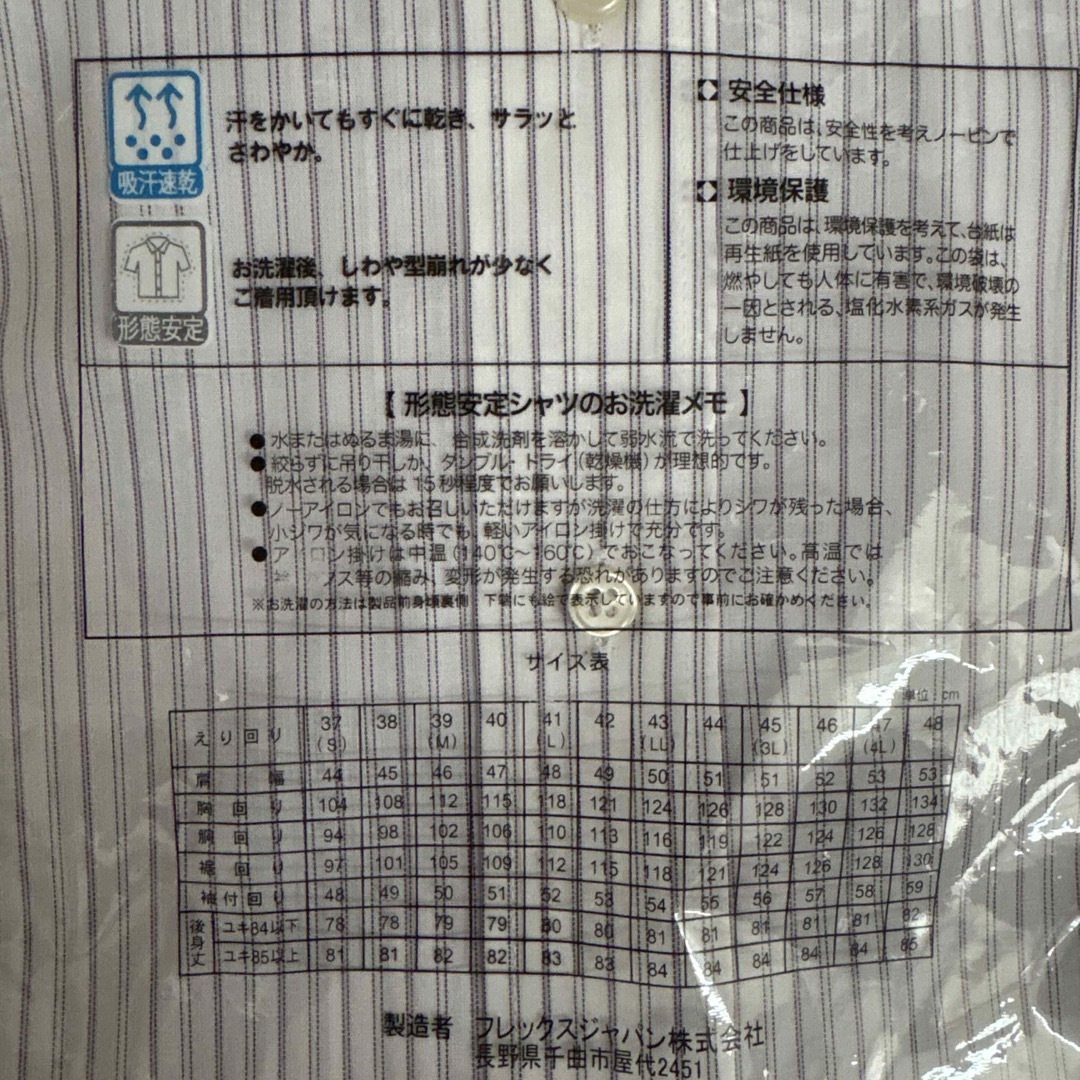 吸汗速乾
汗をかいてもすぐに乾き、サラッと
さわやか。
形態安定
お洗濯後、しわや型崩れが少なく
ご着用頂けます。
安全仕様
この商品は、安全性を考えノーピンで
仕上げをしています。
環境保護
この商品は、環境保護を考えて、台紙は
再生紙を使用しています。この袋は、
燃やしても人体に有害で、環境破壊の
一因とされる、塩化水素系ガスが発生
しません。
【 形態安定シャツのお洗濯メモ 】
● 水またはぬるま湯に、合成洗剤を溶かして弱水流で洗ってください。
● 絞らずに吊り干しか、タンブル・ドライ(乾燥機)が理想的です。
脱水される場合は15秒程度でお願いします。
● ノーアイロンでもお召しいただけますが洗濯の仕方によりシワが残った場合、
小ジワが気になる時でも、軽いアイロン掛けで充分です。
● アイロン掛けは中温(140℃～160℃)でおこなってください。高温では
等の縮み、変形が発生する恐れがありますのでご注意ください。
※お洗濯の方法は製品前身頃裏側・下端にも絵で表示していますので事前にお確かめください。
サイズ表
単位:cm
えり回り 37(S) 38 39(M) 40 41(L) 42 43(LL) 44 45(3L) 46 47(4L) 48
肩幅 44 45 46 47 48 49 50 51 51 52 53 53
胸回り 104 108 112 115 118 121 124 126 128 130 132 134
胴回り 94 98 102 106 110 113 116 119 122 124 126 128
裾回り 97 101 105 109 112 115 118 121 124 126 128 130
袖付回り 48 49 50 51 52 53 54 55 56 57 58 59
後身丈 ユキ84以下 78 78 79 79 80 80 81 81 81 81 81 82
ユキ85以上 81 81 82 82 83 83 84 84 84 84 84 85
製造者 フレックスジャパン株式会社
長野県千曲市屋代2451